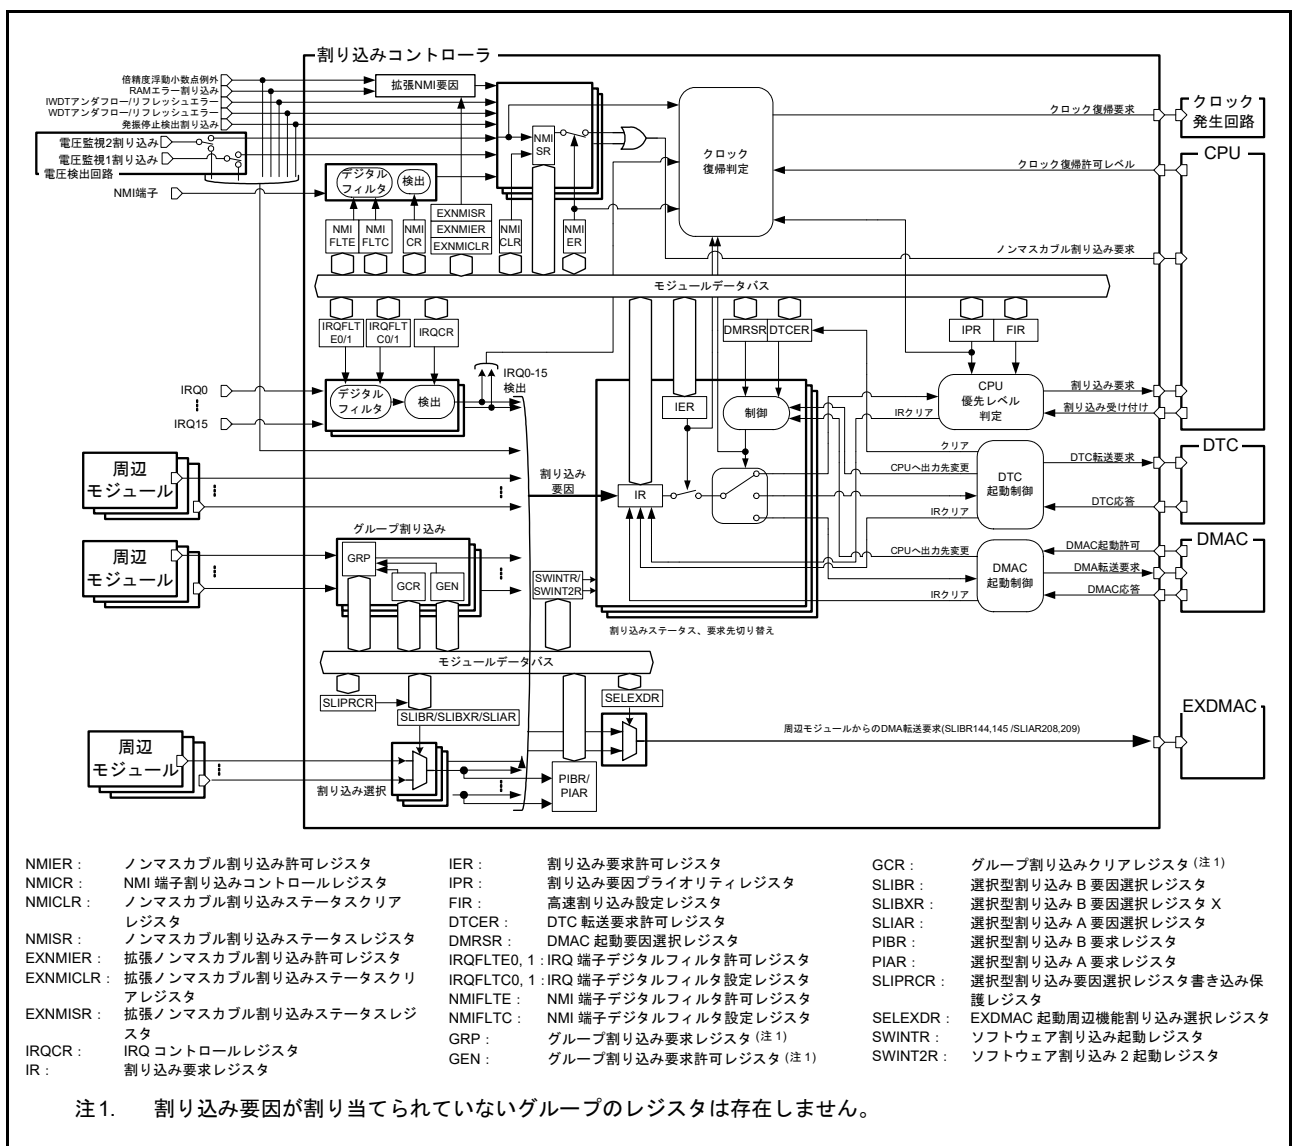 割り込みコントローラ
倍精度浮動小数点例外
RAMエラー割り込み
IWDTアンダフロー/リフレッシュエラー
WDTアンダフロー/リフレッシュエラー
発振停止検出割り込み
電圧監視2割り込み
電圧監視1割り込み
電圧検出回路
NMI端子
拡張NMI要因
NMI
SR
デジタル
フィルタ
検出
NMI
FLTE
NMI
FLTC
NMI
CR
EXNMISR
EXNMIER
EXNMICLR
NMI
CLR
NMI
ER
クロック
復帰判定
クロック復帰要求
クロック
発生回路
クロック復帰許可レベル
CPU
ノンマスカブル割り込み要求
モジュールデータバス
IRQFLT
E0/1
IRQFLT
C0/1
IRQCR
DMRSR
DTCER
IPR
FIR
IRQ0
IRQ15
デジタル
フィルタ
検出
IRQ0-15
検出
IER
制御
CPU
優先レベル
判定
割り込み要求
割り込み受け付け
IRクリア
クリア
CPUへ出力先変更
IRクリア
DTC
起動制御
DTC転送要求
DTC応答
DTC
周辺
モジュール
割り込み
要因
IR
周辺
モジュール
グループ割り込み
GRP
GCR
GEN
SWINTR/
SWINT2R
CPUへ出力先変更
IRクリア
DMAC
起動制御
DMAC起動許可
DMA転送要求
DMAC応答
DMAC
割り込みステータス、要求先切り替え
モジュールデータバス
SLIPRCR
SLIBR/SLIBXR/SLIAR
SELEXDR
周辺
モジュール
割り込み選択
PIBR/
PIAR
周辺モジュールからのDMA転送要求(SLIBR144,145 /SLIAR208,209)
EXDMAC
NMIER : ノンマスカブル割り込み許可レジスタ
NMICR : NMI 端子割り込みコントロールレジスタ
NMICLR : ノンマスカブル割り込みステータスクリア
レジスタ
NMISR : ノンマスカブル割り込みステータスレジスタ
EXNMIER : 拡張ノンマスカブル割り込み許可レジスタ
EXNMICLR : 拡張ノンマスカブル割り込みステータスクリ
アレジスタ
EXNMISR : 拡張ノンマスカブル割り込みステータスレジ
スタ
IRQCR : IRQ コントロールレジスタ
IR : 割り込み要求レジスタ
IER : 割り込み要求許可レジスタ
IPR : 割り込み要因プライオリティレジスタ
FIR : 高速割り込み設定レジスタ
DTCER : DTC 転送要求許可レジスタ
DMRSR : DMAC 起動要因選択レジスタ
IRQFLTE0, 1 : IRQ 端子デジタルフィルタ許可レジスタ
IRQFLTC0, 1 : IRQ 端子デジタルフィルタ設定レジスタ
NMIFLTE : NMI 端子デジタルフィルタ許可レジスタ
NMIFLTC : NMI 端子デジタルフィルタ設定レジスタ
GRP : グループ割り込み要求レジスタ (注 1)
GEN : グループ割り込み要求許可レジスタ (注 1)
GCR : グループ割り込みクリアレジスタ (注 1)
SLIBR : 選択型割り込み B 要因選択レジスタ
SLIBXR : 選択型割り込み B 要因選択レジスタ X
SLIAR : 選択型割り込み A 要因選択レジスタ
PIBR : 選択型割り込み B 要求レジスタ
PIAR : 選択型割り込み A 要求レジスタ
SLIPRCR : 選択型割り込み要因選択レジスタ書き込み保
護レジスタ
SELEXDR : EXDMAC 起動周辺機能割り込み選択レジスタ
SWINTR : ソフトウェア割り込み起動レジスタ
SWINT2R : ソフトウェア割り込み 2 起動レジスタ
注1. 割り込み要因が割り当てられていないグループのレジスタは存在しません。